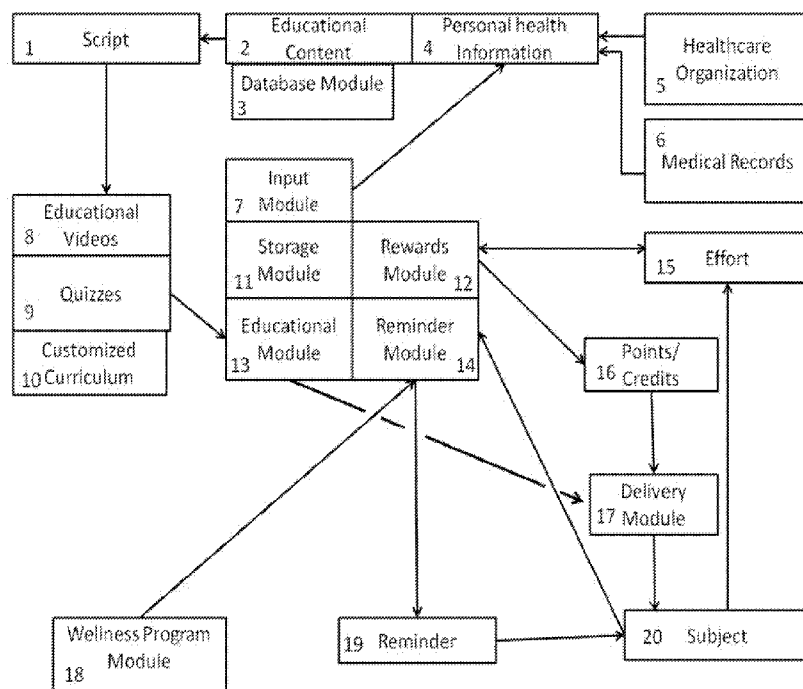 1 Script
2 Educational
Content
4 Personal health
Information
Database Module
3
Healthcare
Organization
5
6
Medical Records
Input
7 Module
8 Educational
Videos
Storage
11 Module
Rewards
Module 12
15 Effort
9 Quizzes
Educational
13 Module
Reminder
Module 14
Customized
10 Curriculum
16 Points/
Credits
Delivery
17 Module
Wellness Program
Module
18
19 Reminder
20 Subject